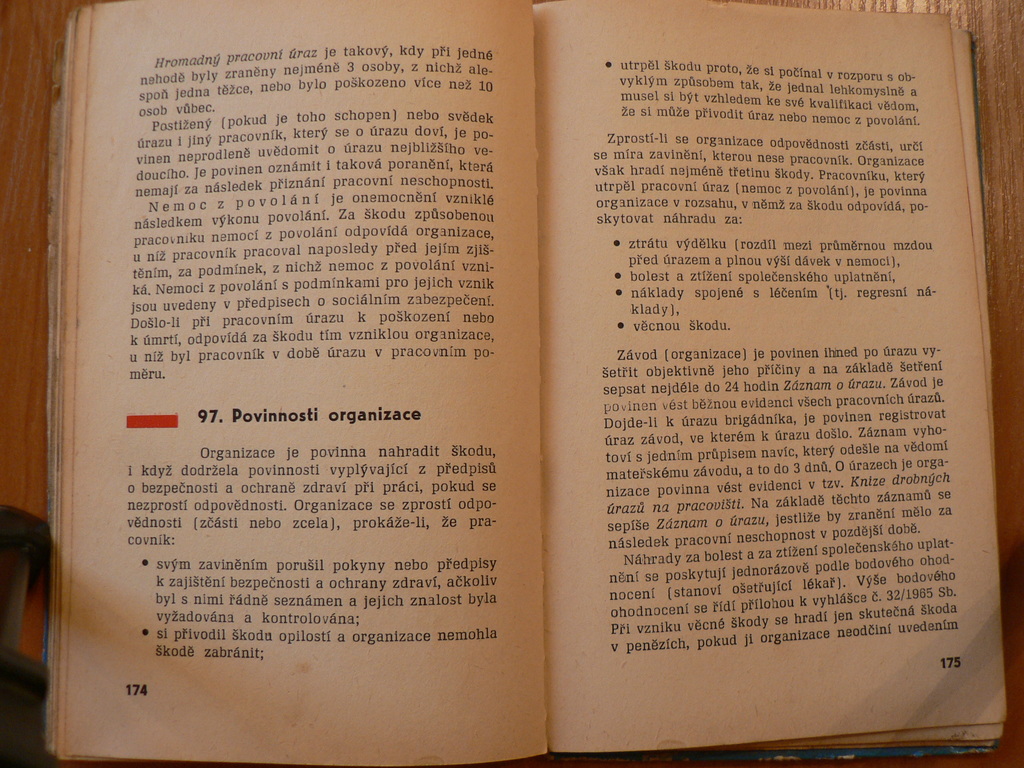 Hromadný pracovní úraz je takový, kdy při jedné
nehodě byly zraněny nejméně 3 osoby, z nichž ale-
spoň jedna těžce, nebo bylo poškozeno více než 10
osob vůbec.
Postižený (pokud je toho schopen) nebo svědek
úrazu i jiný pracovník, který se o úrazu doví, je po-
vinen neprodleně uvědomit o úrazu nejbližšího ve-
doucího. Je povinen oznámit i taková poranění, která
nemají za následek přiznání pracovní neschopnosti.
Nemoc z povolání je onemocnění vzniklé
následkem výkonu povolání. Za škodu způsobenou
pracovníku nemocí z povolání odpovídá organizace,
u níž pracovník pracoval naposledy před jejím zjiš-
těním, za podmínek, z nichž nemoc z povolání vzni-
ká. Nemoci z povolání s podmínkami pro jejich vznik
jsou uvedeny v předpisech o sociálním zabezpečení.
Došlo-li při pracovním úrazu k poškození nebo
k úmrtí, odpovídá za škodu tím vzniklou organizace,
u níž byl pracovník v době úrazu v pracovním po-
měru.
97. Povinnosti organizace
Organizace je povinna nahradit škodu,
i když dodržela povinnosti vyplývající z předpisů
o bezpečnosti a ochraně zdraví při práci, pokud se
nezprostí odpovědnosti. Organizace se zprostí odpo-
vědnosti (zčásti nebo zcela), prokáže-li, že pra-
covník:
• svým zaviněním porušil pokyny nebo předpisy
k zajištění bezpečnosti a ochrany zdraví, ačkoliv
byl s nimi řádně seznámen a jejich znalost byla
vyžadována a kontrolována;
• si přivodil škodu opilostí a organizace nemohla
škodě zabránit;
174
• utrpěl škodu proto, že si počínal v rozporu s ob-
vyklým způsobem tak, že jednal lehkomyslně a
musel si být vzhledem ke své kvalifikaci vědom,
že si může přivodit úraz nebo nemoc z povolání.
Zprostí-li se organizace odpovědnosti zčásti, určí
se míra zavinění, kterou nese pracovník. Organizace
však hradí nejméně třetinu škody. Pracovníku, který
utrpěl pracovní úraz (nemoc z povolání), je povinna
organizace v rozsahu, v němž za škodu odpovídá, po-
skytovat náhradu za:
• ztrátu výdělku (rozdíl mezi průměrnou mzdou
před úrazem a plnou výší dávek v nemoci),
• bolest a ztížení společenského uplatnění,
• náklady spojené s léčením (tj. regresní ná-
klady),
• věcnou škodu.
Závod (organizace) je povinen ihned po úrazu vy-
šetřit objektivně jeho příčiny a na základě šetření
sepsat nejdéle do 24 hodin Záznam o úrazu. Závod je
povinen vést běžnou evidenci všech pracovních úrazů.
Dojde-li k úrazu brigádníka, je povinen registrovat
úraz závod, ve kterém k úrazu došlo. Záznam vyho-
toví s jedním průpisem navíc, který odešle na vědomí
mateřskému závodu, a to do 3 dnů. O úrazech je orga-
nizace povinna vést evidenci v tzv. Knize drobných
úrazů na pracovišti. Na základě těchto záznamů se
sepíše Záznam o úrazu, jestliže by zranění mělo za
následek pracovní neschopnost v pozdější době.
Náhrady za bolest a za ztížení společenského uplat-
nění se poskytují jednorázově podle bodového ohod-
nocení (stanoví ošetřující lékař). Výše bodového
ohodnocení se řídí přílohou k vyhlášce č. 32/1965 Sb.
Při vzniku věcné škody se hradí jen skutečná škoda
v penězích, pokud ji organizace neodčiní uvedením
175